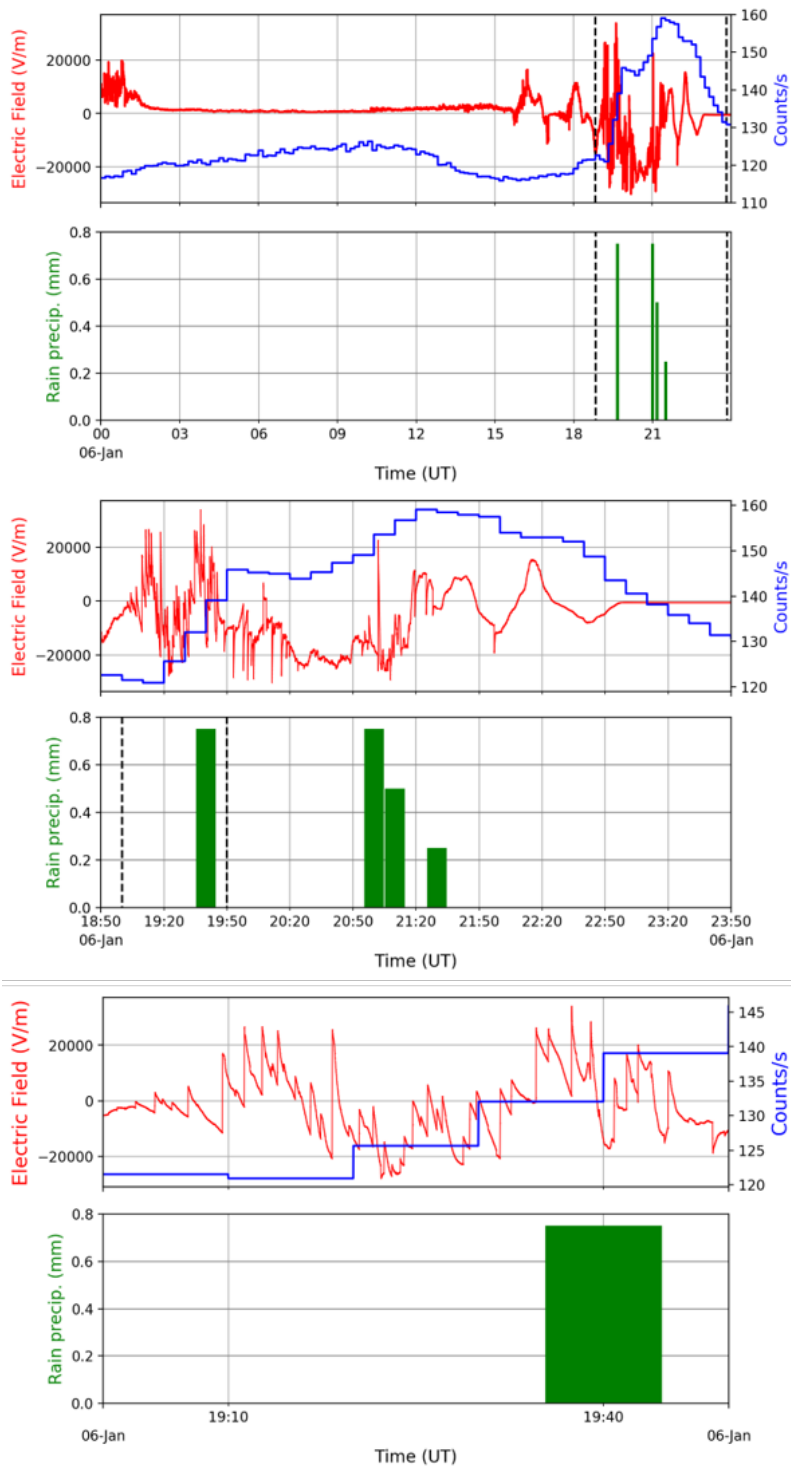 Electric Field (V/m)
20000
0
−20000
160
150
140
130
120
110
Counts/s
Rain precip. (mm)
0.8
0.6
0.4
0.2
0.0
00 03 06 09 12 15 18 21
06-Jan
Time (UT)
Electric Field (V/m)
20000
0
−20000
160
150
140
130
120
Counts/s
Rain precip. (mm)
0.8
0.6
0.4
0.2
0.0
18:50 19:20 19:50 20:20 20:50 21:20 21:50 22:20 22:50 23:20 23:50
06-Jan 06-Jan
Time (UT)
Electric Field (V/m)
20000
0
−20000
145
140
135
130
125
120
Counts/s
Rain precip. (mm)
0.8
0.6
0.4
0.2
0.0
19:10 19:40
06-Jan 06-Jan
Time (UT)